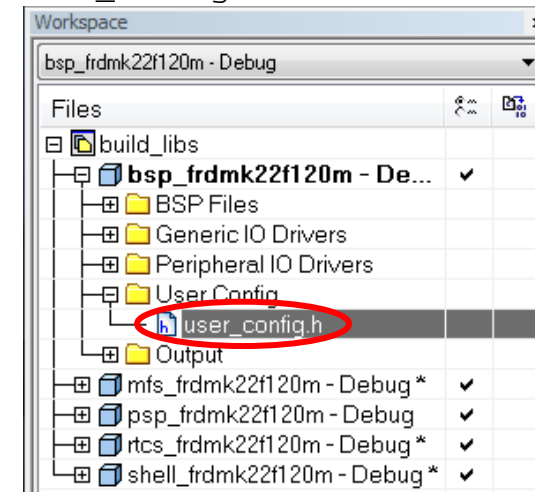 Workspace
bsp_frdmk22f120m - Debug
Files
build_libs
bsp_frdmk22f120m - De...
BSP Files
Generic IO Drivers
Peripheral IO Drivers
User Config
user_config.h
Output
mfs_frdmk22f120m - Debug *
psp_frdmk22f120m - Debug
rtcs_frdmk22f120m - Debug *
shell_frdmk22f120m - Debug *